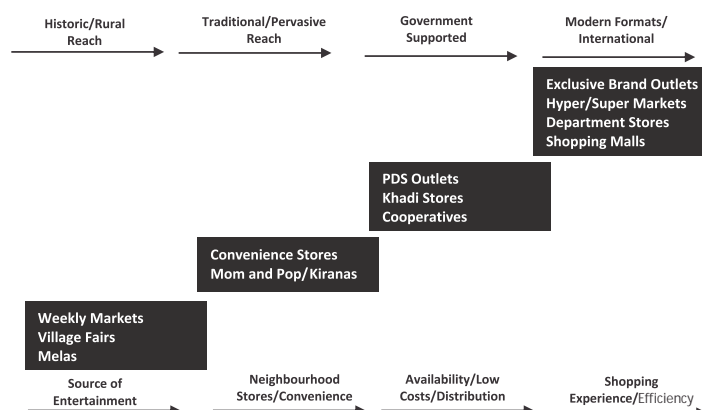 Historic/Rural
Reach
Traditional/Pervasive
Reach
Government
Supported
Modern Formats/
International
Exclusive Brand Outlets
Hyper/Super Markets
Department Stores
Shopping Malls
PDS Outlets
Khadi Stores
Cooperatives
Convenience Stores
Mom and Pop/Kiranas
Weekly Markets
Village Fairs
Melas
Source of
Entertainment
Neighbourhood
Stores/Convenience
Availability/Low
Costs/Distribution
Shopping
Experience/Efficiency